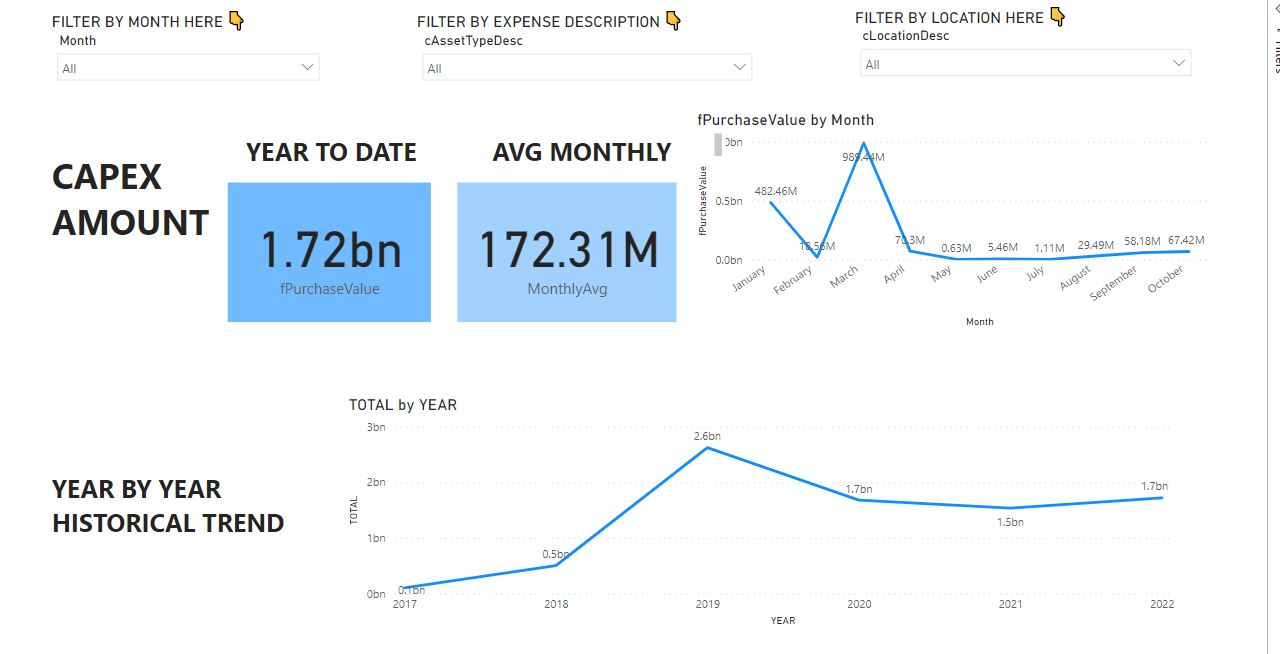 FILTER BY MONTH HERE
Month
All
FILTER BY EXPENSE DESCRIPTION
cAssetTypeDesc
All
FILTER BY LOCATION HERE
cLocationDesc
All
Filters
CAPEX
AMOUNT
YEAR TO DATE
1.72bn
fPurchaseValue
AVG MONTHLY
172.31M
MonthlyAvg
fPurchaseValue by Month
fPurchaseValue
0bn
0.5bn
0.0bn
482.46M
18.56M
989.44M
70.3M
0.63M
5.46M
1.11M
29.49M
58.18M
67.42M
January
February
March
April
May
June
July
August
September
October
Month
YEAR BY YEAR
HISTORICAL TREND
TOTAL by YEAR
TOTAL
3bn
2bn
1bn
0bn
0.1bn
0.5bn
2.6bn
1.7bn
1.5bn
1.7bn
2017
2018
2019
2020
2021
2022
YEAR